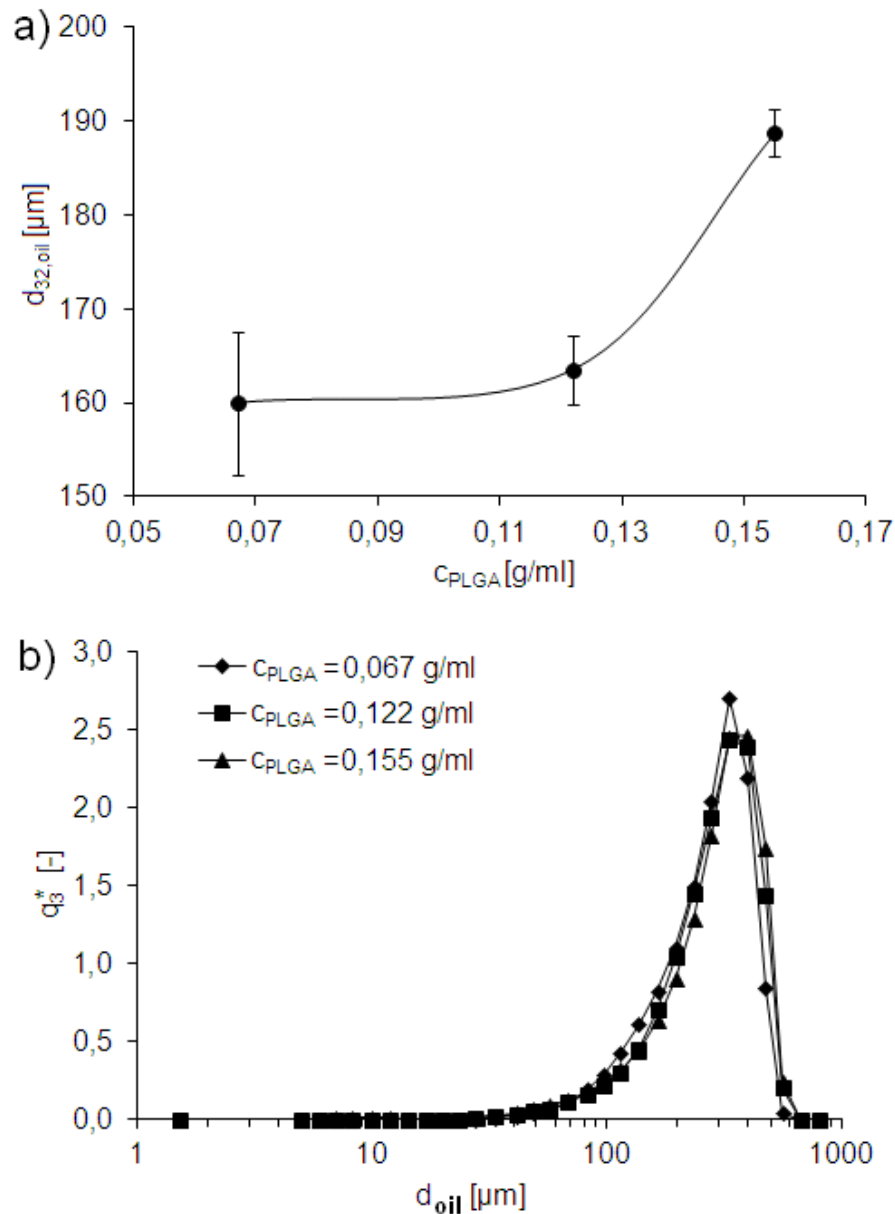 a)
200
190
180
170
160
150
d32,oil [µm]
0,05 0,07 0,09 0,11 0,13 0,15 0,17
cPLGA [g/ml]
b)
3,0
2,5
2,0
1,5
1,0
0,5
0,0
q3* [-]
cPLGA = 0,067 g/ml
cPLGA = 0,122 g/ml
cPLGA = 0,155 g/ml
1 10 100 1000
doil [µm]